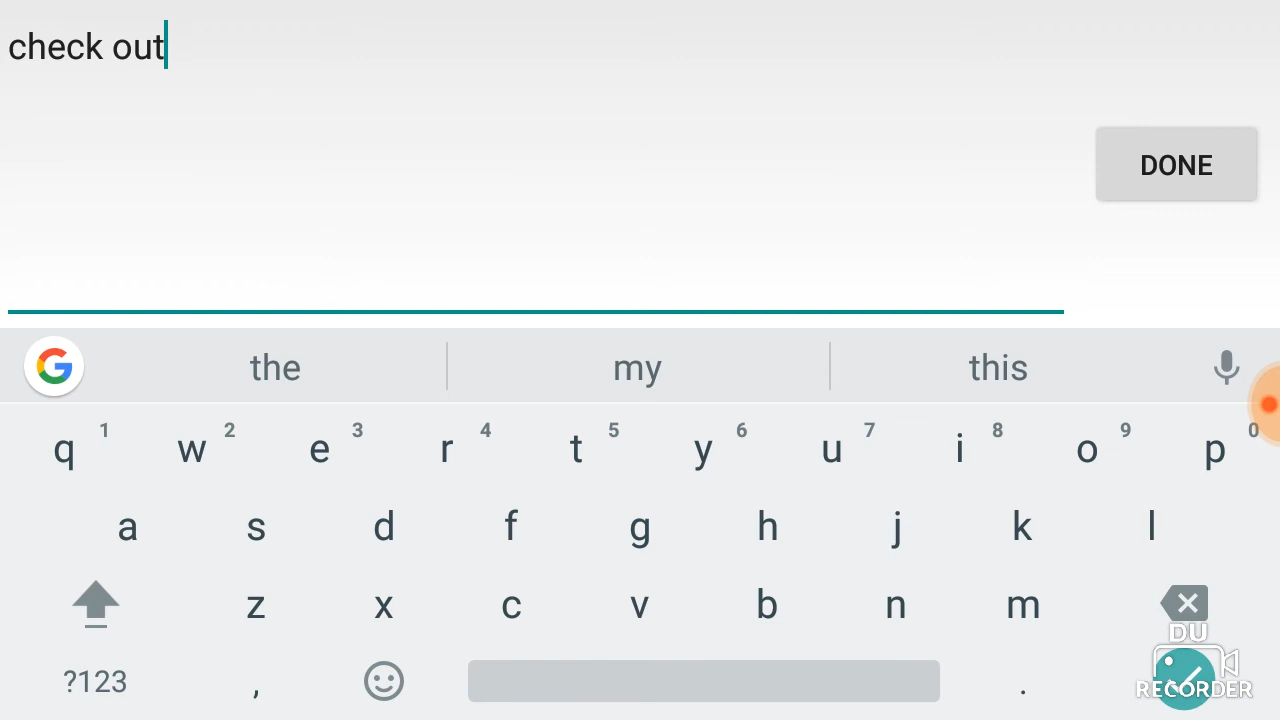 check out
DONE
the my this
q 1 w 2 e 3 r 4 t 5 y 6 u 7 i 8 o 9 p 0
a s d f g h j k l
z x c v b n m
?123 , .
DU
RECORDER